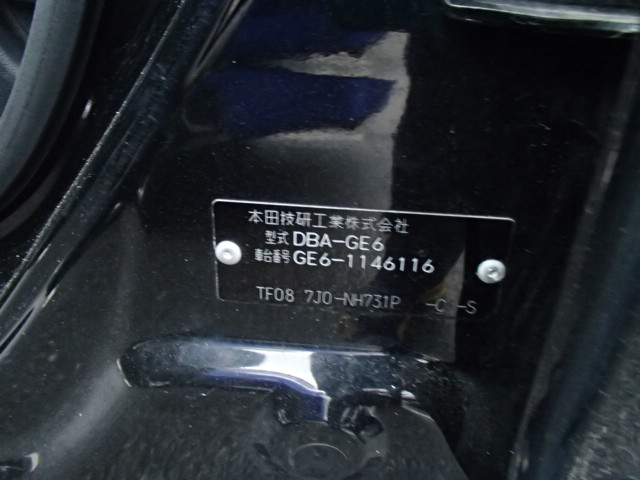 本田技研工業株式会社
型式 DBA-GE6
車台番号 GE6-1146116
TF08 7J0-NH731P -C -S